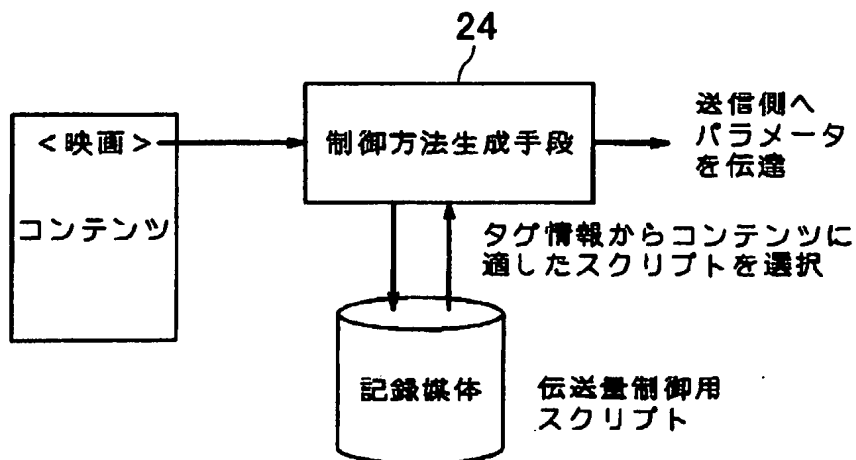 24
<映画>
コンテンツ
制御方法生成手段
送信側へ
パラメータ
を伝達
タグ情報からコンテンツに
適したスクリプトを選択
記録媒体
伝送量制御用
スクリプト